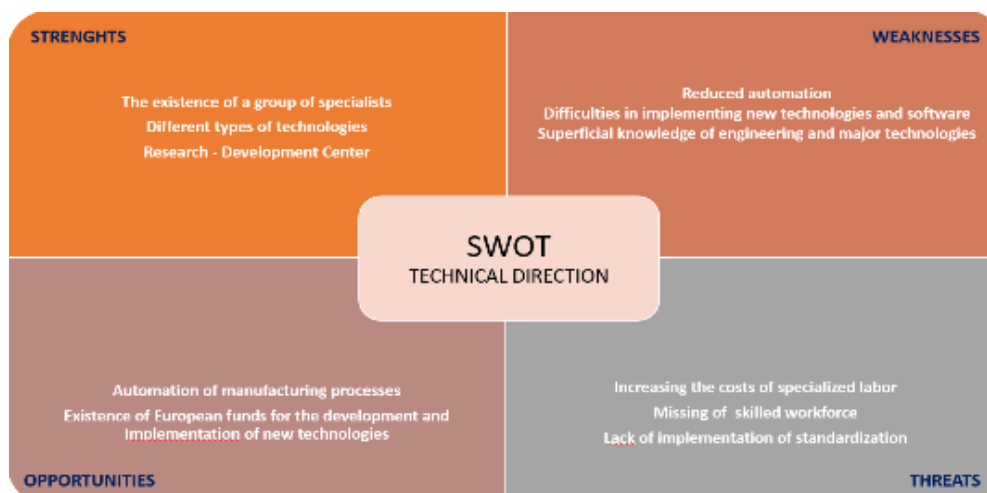 STRENGHTS
The existence of a group of specialists
Different types of technologies
Research - Development Center
WEAKNESSES
Reduced automation
Difficulties in implementing new technologies and software
Superficial knowledge of engineering and major technologies
SWOT
TECHNICAL DIRECTION
Automation of manufacturing processes
Existence of European funds for the development and
Implementation of new technologies
OPPORTUNITIES
Increasing the costs of specialized labor
Missing of skilled workforce
Lack of implementation of standardization
THREATS